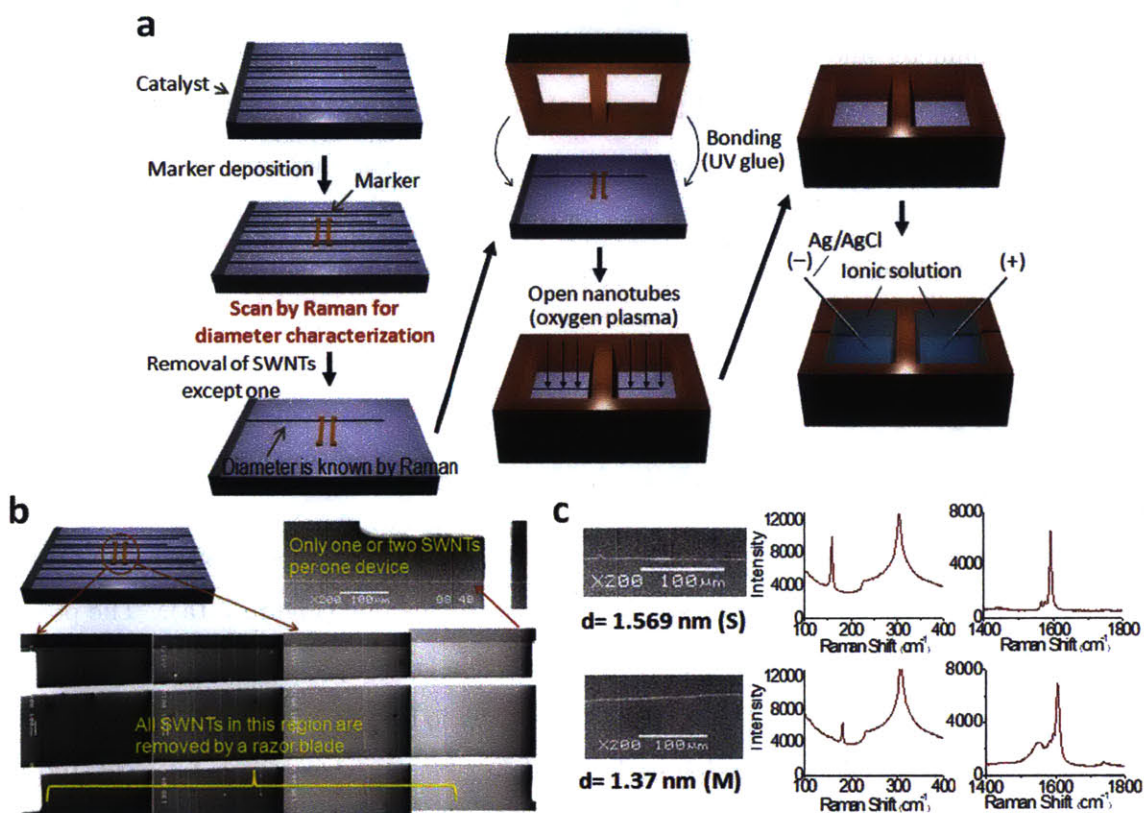 a
Catalyst
Marker deposition
Marker
Scan by Raman for
diameter characterization
Removal of SWNTs
except one
Diameter is known by Raman
Bonding
(UV glue)
Open nanotubes
(oxygen plasma)
Ag/AgCl
(−)
Ionic solution
(+)
b
Only one or two SWNTs
per one device
X200 100μm 08 40
All SWNTs in this region are
removed by a razor blade
c
X200 100μm
d= 1.569 nm (S)
Intensity
12000
8000
4000
100 200 300 400
Raman Shift (cm⁻¹)
8000
4000
0
1400 1600 1800
Raman Shift (cm⁻¹)
X200 100μm
d= 1.37 nm (M)
Intensity
12000
8000
4000
100 200 300 400
Raman Shift (cm⁻¹)
8000
4000
0
1400 1600 1800
Raman Shift (cm⁻¹)